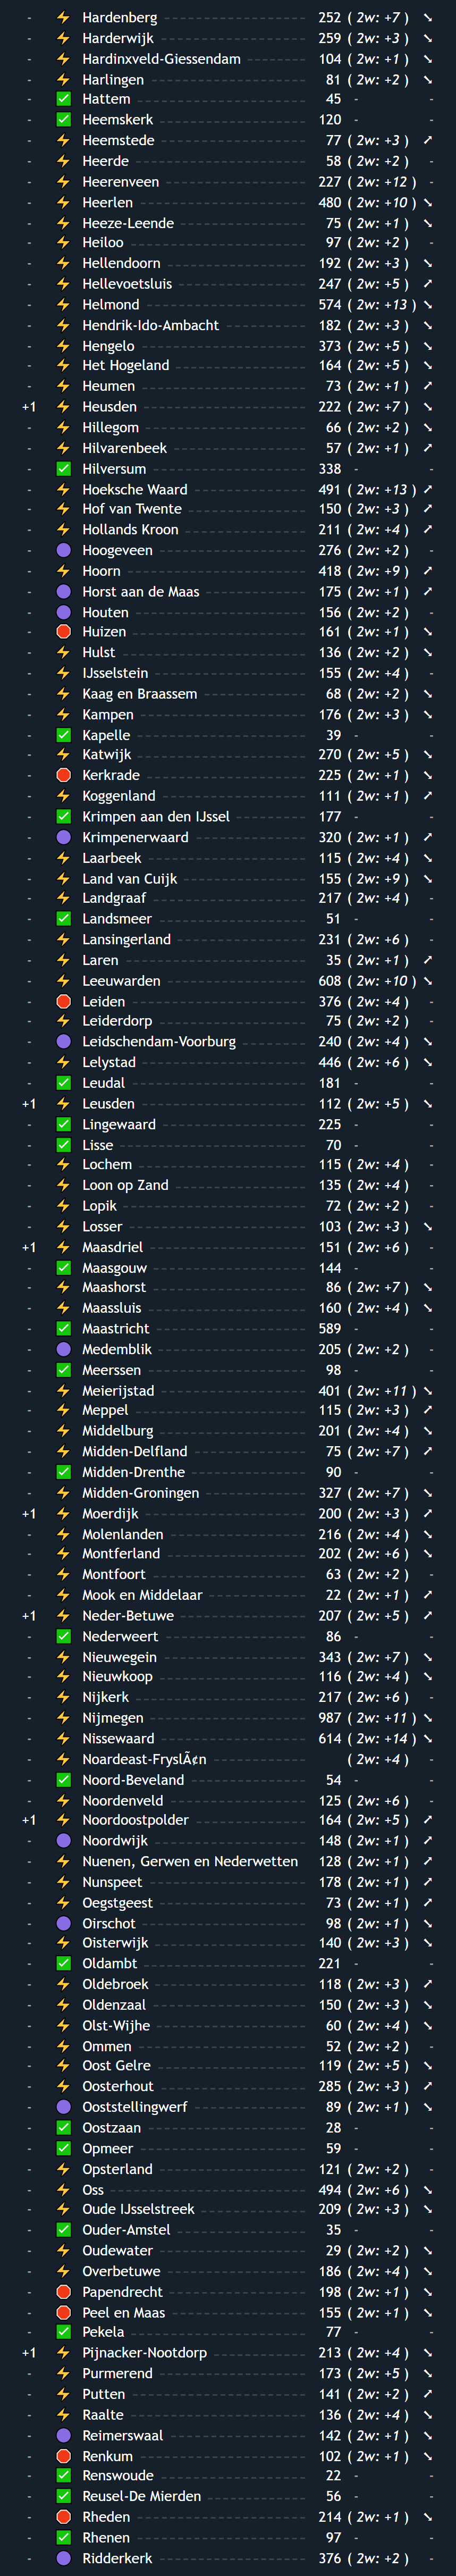 - ⚡ Hardenberg 252 ( 2w: +7 ) ↘
- ⚡ Harderwijk 259 ( 2w: +3 ) ↘
- ⚡ Hardinxveld-Giessendam 104 ( 2w: +1 ) ↘
- ⚡ Harlingen 81 ( 2w: +2 ) ↘
- ✅ Hattem 45 - -
- ✅ Heemskerk 120 - -
- ⚡ Heemstede 77 ( 2w: +3 ) ↗
- ⚡ Heerde 58 ( 2w: +2 ) -
- ⚡ Heerenveen 227 ( 2w: +12 ) -
- ⚡ Heerlen 480 ( 2w: +10 ) ↘
- ⚡ Heeze-Leende 75 ( 2w: +1 ) ↘
- ⚡ Heiloo 97 ( 2w: +2 ) -
- ⚡ Hellendoorn 192 ( 2w: +3 ) ↘
- ⚡ Hellevoetsluis 247 ( 2w: +5 ) ↗
- ⚡ Helmond 574 ( 2w: +13 ) ↘
- ⚡ Hendrik-Ido-Ambacht 182 ( 2w: +3 ) ↘
- ⚡ Hengelo 373 ( 2w: +5 ) ↘
- ⚡ Het Hogeland 164 ( 2w: +5 ) ↘
- ⚡ Heumen 73 ( 2w: +1 ) ↗
+1 ⚡ Heusden 222 ( 2w: +7 ) ↘
- ⚡ Hillegom 66 ( 2w: +2 ) ↘
- ⚡ Hilvarenbeek 57 ( 2w: +1 ) ↗
- ✅ Hilversum 338 - -
- ⚡ Hoeksche Waard 491 ( 2w: +13 ) ↗
- ⚡ Hof van Twente 150 ( 2w: +3 ) ↗
- ⚡ Hollands Kroon 211 ( 2w: +4 ) ↗
- 🟣 Hoogeveen 276 ( 2w: +2 ) -
- ⚡ Hoorn 418 ( 2w: +9 ) ↗
- 🟣 Horst aan de Maas 175 ( 2w: +1 ) ↗
- 🟣 Houten 156 ( 2w: +2 ) -
- 🛑 Huizen 161 ( 2w: +1 ) ↘
- ⚡ Hulst 136 ( 2w: +2 ) ↘
- ⚡ IJsselstein 155 ( 2w: +4 ) -
- ⚡ Kaag en Braassem 68 ( 2w: +2 ) ↘
- ⚡ Kampen 176 ( 2w: +3 ) ↘
- ✅ Kapelle 39 - -
- ⚡ Katwijk 270 ( 2w: +5 ) ↘
- 🛑 Kerkrade 225 ( 2w: +1 ) ↘
- ⚡ Koggenland 111 ( 2w: +1 ) ↗
- ✅ Krimpen aan den IJssel 177 - -
- 🟣 Krimpenerwaard 320 ( 2w: +1 ) ↗
- ⚡ Laarbeek 115 ( 2w: +4 ) ↘
- ⚡ Land van Cuijk 155 ( 2w: +9 ) ↘
- ⚡ Landgraaf 217 ( 2w: +4 ) -
- ✅ Landsmeer 51 - -
- ⚡ Lansingerland 231 ( 2w: +6 ) -
- ⚡ Laren 35 ( 2w: +1 ) ↗
- ⚡ Leeuwarden 608 ( 2w: +10 ) ↘
- 🛑 Leiden 376 ( 2w: +4 ) -
- ⚡ Leiderdorp 75 ( 2w: +2 ) -
- 🟣 Leidschendam-Voorburg 240 ( 2w: +4 ) ↘
- ⚡ Lelystad 446 ( 2w: +6 ) ↘
- ✅ Leudal 181 - -
+1 ⚡ Leusden 112 ( 2w: +5 ) ↘
- ✅ Lingewaard 225 - -
- ✅ Lisse 70 - -
- ⚡ Lochem 115 ( 2w: +4 ) -
- ⚡ Loon op Zand 135 ( 2w: +4 ) -
- ⚡ Lopik 72 ( 2w: +2 ) -
- ⚡ Losser 103 ( 2w: +3 ) ↘
+1 ⚡ Maasdriel 151 ( 2w: +6 ) -
- ✅ Maasgouw 144 - -
- ⚡ Maashorst 86 ( 2w: +7 ) ↘
- ⚡ Maassluis 160 ( 2w: +4 ) ↘
- ✅ Maastricht 589 - -
- 🟣 Medemblik 205 ( 2w: +2 ) -
- ✅ Meerssen 98 - -
- ⚡ Meierijstad 401 ( 2w: +11 ) ↘
- ⚡ Meppel 115 ( 2w: +3 ) ↗
- ⚡ Middelburg 201 ( 2w: +4 ) ↘
- ⚡ Midden-Delfland 75 ( 2w: +7 ) ↗
- ✅ Midden-Drenthe 90 - -
- ⚡ Midden-Groningen 327 ( 2w: +7 ) ↘
+1 ⚡ Moerdijk 200 ( 2w: +3 ) ↗
- ⚡ Molenlanden 216 ( 2w: +4 ) ↘
- ⚡ Montferland 202 ( 2w: +6 ) ↘
- ⚡ Montfoort 63 ( 2w: +2 ) -
- ⚡ Mook en Middelaar 22 ( 2w: +1 ) ↗
+1 ⚡ Neder-Betuwe 207 ( 2w: +5 ) ↗
- ✅ Nederweert 86 - -
- ⚡ Nieuwegein 343 ( 2w: +7 ) ↘
- ⚡ Nieuwkoop 116 ( 2w: +4 ) ↘
- ⚡ Nijkerk 217 ( 2w: +6 ) -
- ⚡ Nijmegen 987 ( 2w: +11 ) ↘
- ⚡ Nissewaard 614 ( 2w: +14 ) ↘
- ⚡ Noardeast-FryslÃ¢n ( 2w: +4 ) -
- ✅ Noord-Beveland 54 - -
- ⚡ Noordenveld 125 ( 2w: +6 ) -
+1 ⚡ Noordoostpolder 164 ( 2w: +5 ) ↗
- 🟣 Noordwijk 148 ( 2w: +1 ) ↗
- ⚡ Nuenen, Gerwen en Nederwetten 128 ( 2w: +1 ) ↗
- ⚡ Nunspeet 178 ( 2w: +1 ) ↗
- ⚡ Oegstgeest 73 ( 2w: +1 ) ↗
- 🟣 Oirschot 98 ( 2w: +1 ) ↘
- ⚡ Oisterwijk 140 ( 2w: +3 ) ↘
- ✅ Oldambt 221 - -
- ⚡ Oldebroek 118 ( 2w: +3 ) ↗
- ⚡ Oldenzaal 150 ( 2w: +3 ) ↘
- ⚡ Olst-Wijhe 60 ( 2w: +4 ) ↘
- ⚡ Ommen 52 ( 2w: +2 ) -
- ⚡ Oost Gelre 119 ( 2w: +5 ) ↘
- ⚡ Oosterhout 285 ( 2w: +3 ) ↗
- 🟣 Ooststellingwerf 89 ( 2w: +1 ) ↘
- ✅ Oostzaan 28 - -
- ✅ Opmeer 59 - -
- ⚡ Opsterland 121 ( 2w: +2 ) -
- ⚡ Oss 494 ( 2w: +6 ) ↘
- ⚡ Oude IJsselstreek 209 ( 2w: +3 ) ↘
- ✅ Ouder-Amstel 35 - -
- ⚡ Oudewater 29 ( 2w: +2 ) ↘
- ⚡ Overbetuwe 186 ( 2w: +4 ) ↘
- 🛑 Papendrecht 198 ( 2w: +1 ) ↘
- 🛑 Peel en Maas 155 ( 2w: +1 ) ↘
- ✅ Pekela 77 - -
+1 ⚡ Pijnacker-Nootdorp 213 ( 2w: +4 ) ↘
- ⚡ Purmerend 173 ( 2w: +5 ) ↘
- ⚡ Putten 141 ( 2w: +2 ) ↗
- ⚡ Raalte 136 ( 2w: +4 ) ↘
- 🟣 Reimerswaal 142 ( 2w: +1 ) ↘
- 🛑 Renkum 102 ( 2w: +1 ) ↘
- ✅ Renswoude 22 - -
- ✅ Reusel-De Mierden 56 - -
- 🛑 Rheden 214 ( 2w: +1 ) ↘
- ✅ Rhenen 97 - -
- 🟣 Ridderkerk 376 ( 2w: +2 ) -